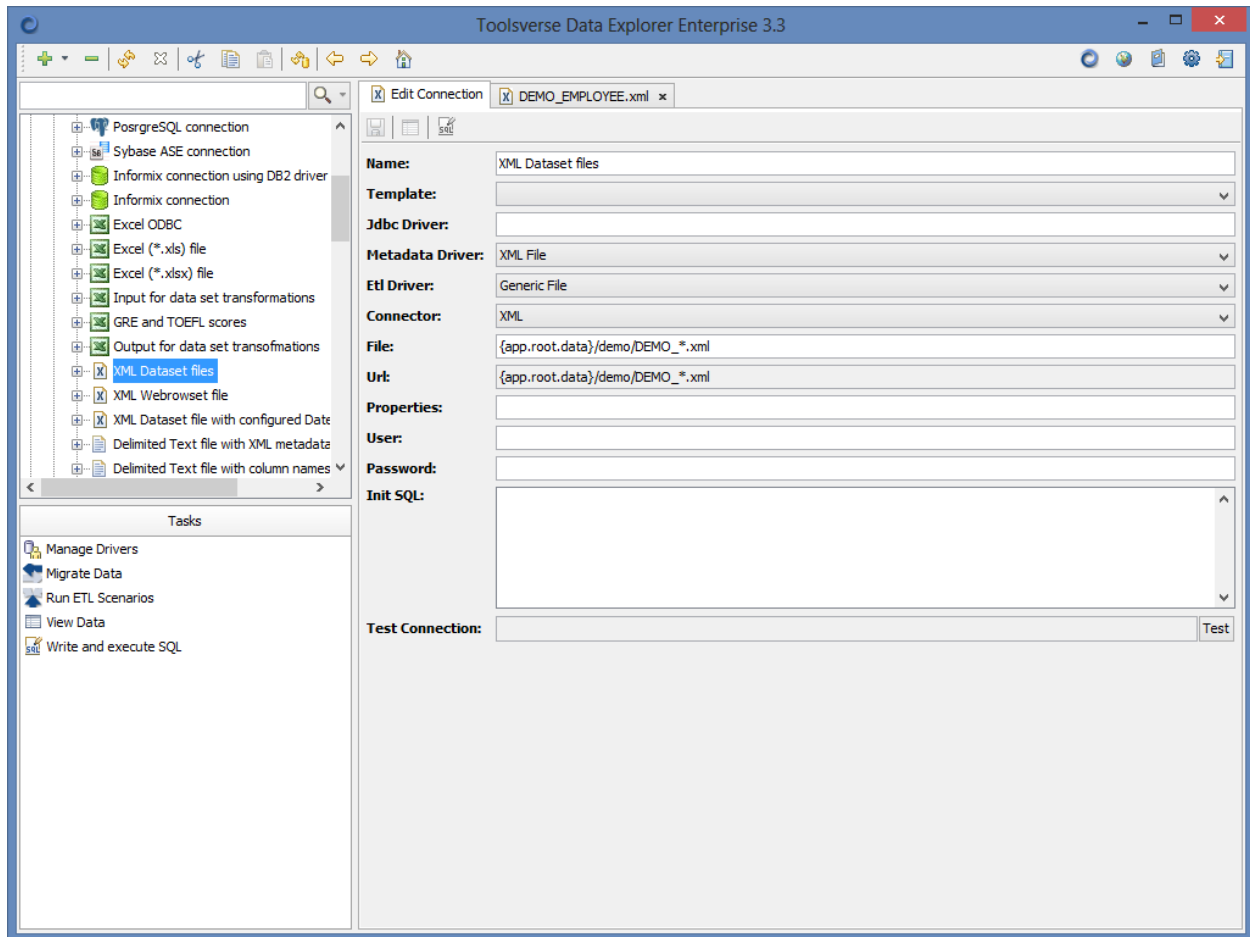 Toolsverse Data Explorer Enterprise 3.3
Edit Connection
DEMO_EMPLOYEE.xml
PosrgreSQL connection
Sybase ASE connection
Informix connection using DB2 driver
Informix connection
Excel ODBC
Excel (*.xls) file
Excel (*.xlsx) file
Input for data set transformations
GRE and TOEFL scores
Output for data set transofmations
XML Dataset files
XML Webrowset file
XML Dataset file with configured Date
Delimited Text file with XML metadata
Delimited Text file with column names
Tasks
Manage Drivers
Migrate Data
Run ETL Scenarios
View Data
Write and execute SQL
Name: XML Dataset files
Template:
Jdbc Driver:
Metadata Driver: XML File
Etl Driver: Generic File
Connector: XML
File: {app.root.data}/demo/DEMO_*.xml
Url: {app.root.data}/demo/DEMO_*.xml
Properties:
User:
Password:
Init SQL:
Test Connection: Test